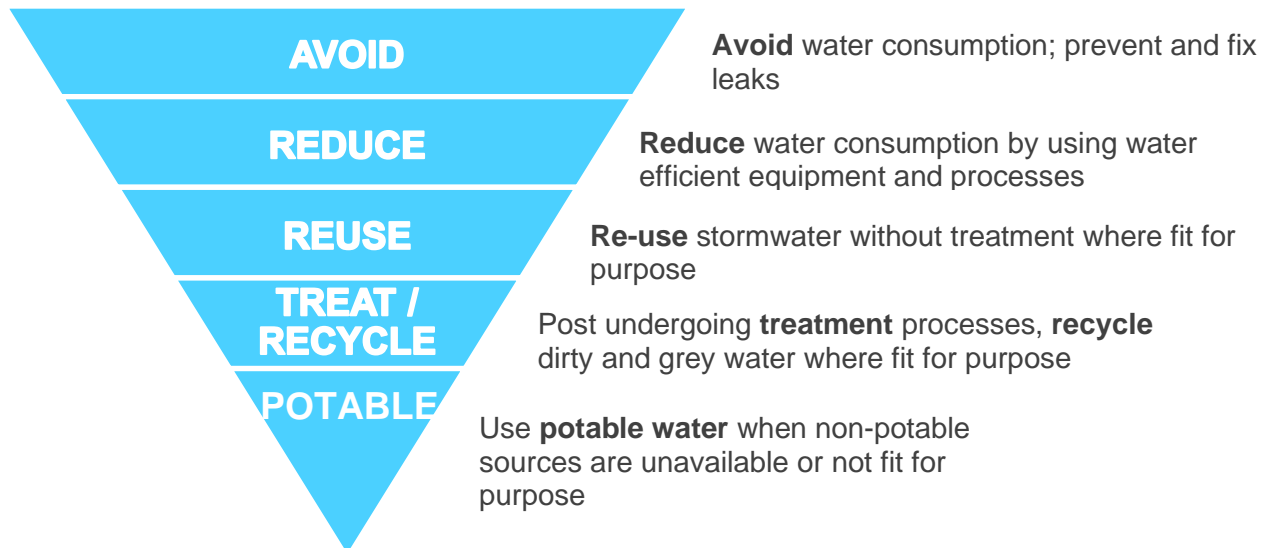 AVOID
Avoid water consumption; prevent and fix
leaks
REDUCE
Reduce water consumption by using water
efficient equipment and processes
REUSE
Re-use stormwater without treatment where fit for
purpose
TREAT /
RECYCLE
Post undergoing treatment processes, recycle
dirty and grey water where fit for purpose
POTABLE
Use potable water when non-potable
sources are unavailable or not fit for
purpose